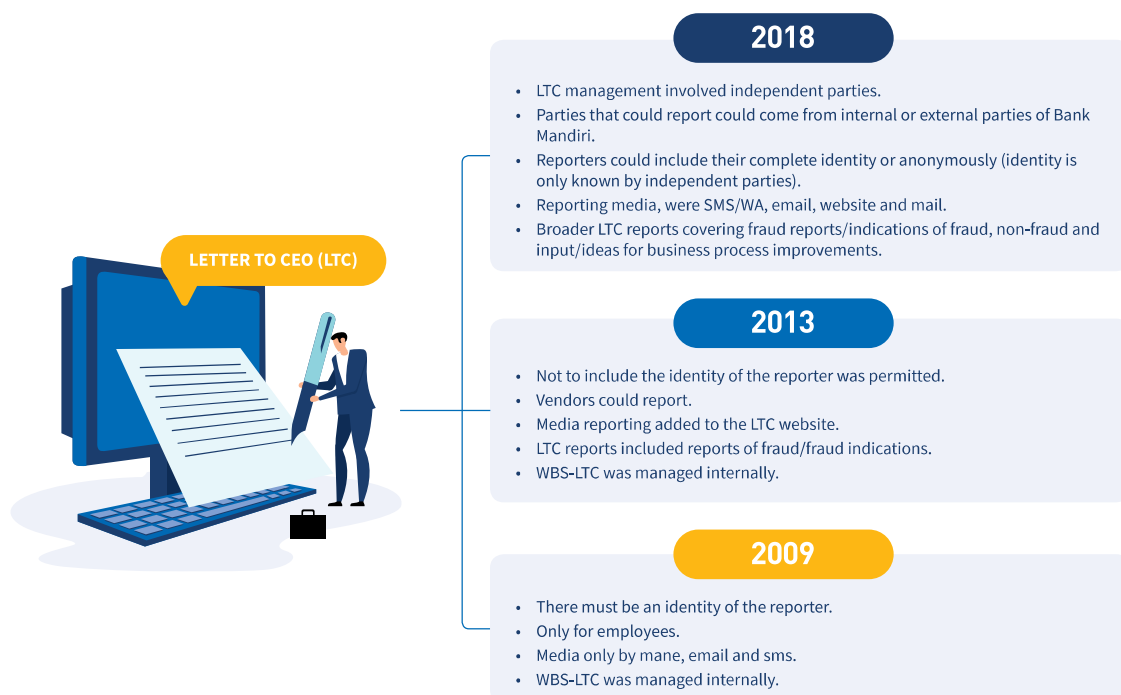 LETTER TO CEO (LTC)
2018
• LTC management involved independent parties.
• Parties that could report could come from internal or external parties of Bank
Mandiri.
• Reporters could include their complete identity or anonymously (identity is
only known by independent parties).
• Reporting media, were SMS/WA, email, website and mail.
• Broader LTC reports covering fraud reports/indications of fraud, non-fraud and
input/ideas for business process improvements.
2013
• Not to include the identity of the reporter was permitted.
• Vendors could report.
• Media reporting added to the LTC website.
• LTC reports included reports of fraud/fraud indications.
• WBS-LTC was managed internally.
2009
• There must be an identity of the reporter.
• Only for employees.
• Media only by mane, email and sms.
• WBS-LTC was managed internally.